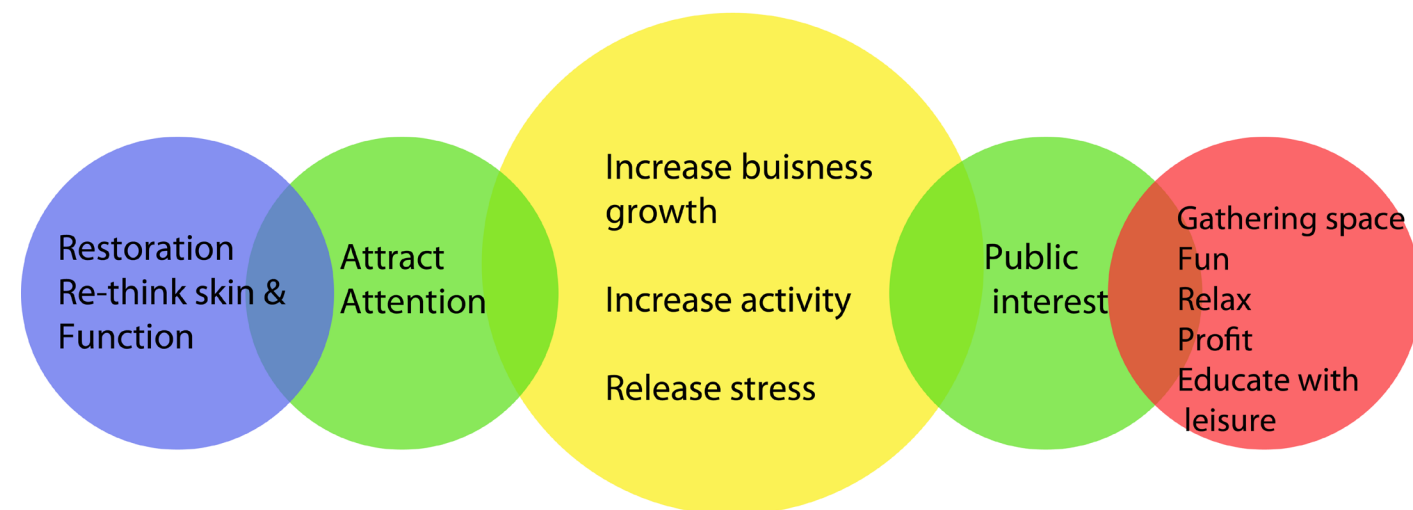 Restoration
Re-think skin &
Function
Attract
Attention
Increase buisness
growth
Increase activity
Release stress
Public
interest
Gathering space
Fun
Relax
Profit
Educate with
leisure